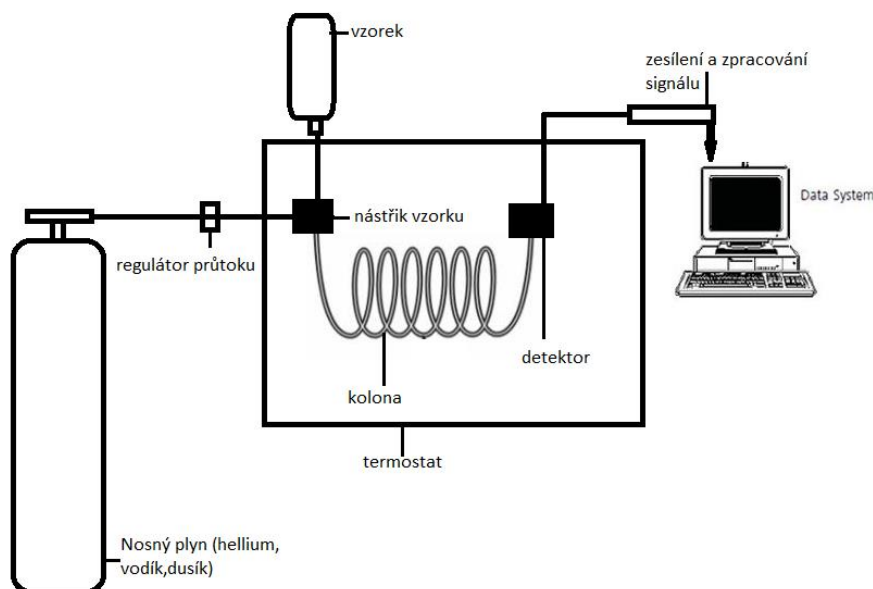 vzorek
zesílení a zpracování
signálu
Data System
nástřik vzorku
regulátor průtoku
detektor
kolona
termostat
Nosný plyn (hellium,
vodík,dusík)